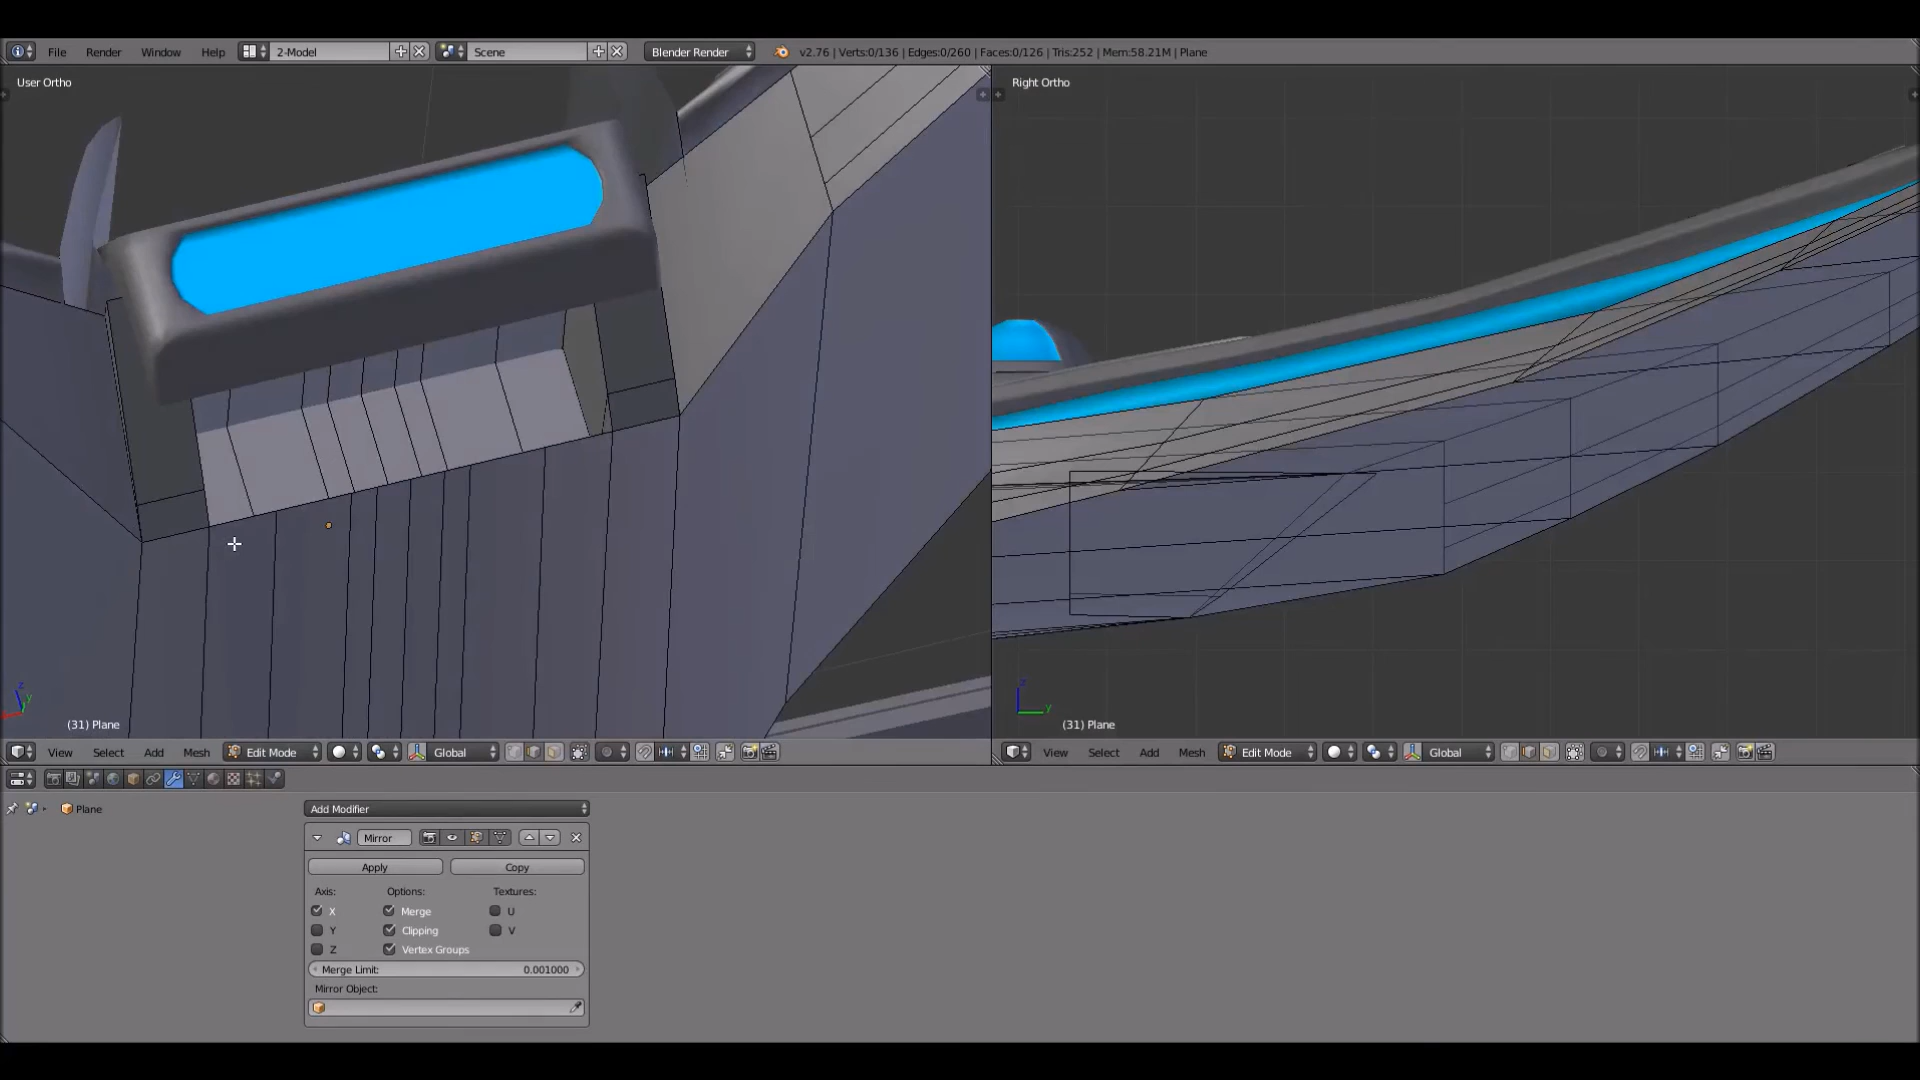 File Render Window Help 2-Model Scene Blender Render v2.76 | Verts:0/136 | Edges:0/260 | Faces:0/126 | Tris:252 | Mem:58.21M | Plane
User Ortho
Right Ortho
z
y
(31) Plane
z
y
(31) Plane
View Select Add Mesh Edit Mode Global
View Select Add Mesh Edit Mode Global
Plane
Add Modifier
Mirror
Apply Copy
Axis: Options: Textures:
X Merge U
Y Clipping V
Z Vertex Groups
Merge Limit: 0.001000
Mirror Object: